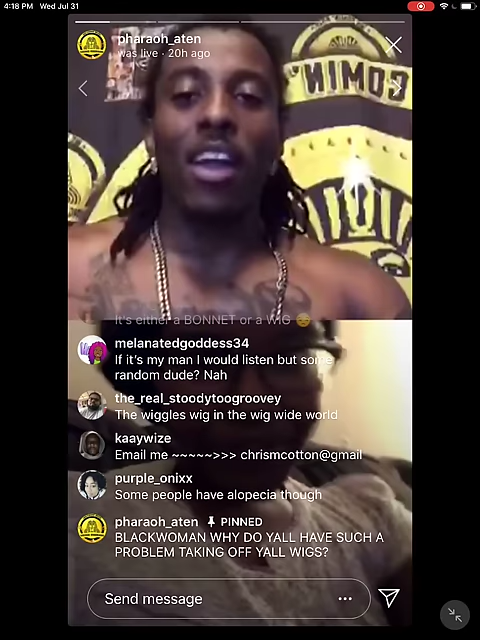 4:18 PM Wed Jul 31
pharaoh_aten
was live · 20h ago
GOMIN
It's either a BONNET or a WIG 😔
melanatedgoddess34
If it's my man I would listen but some
random dude? Nah
the_real_stoodytoogroovey
The wiggles wig in the wig wide world
kaaywize
Email me ~~~~~>>> chrismcotton@gmail
purple_onixx
Some people have alopecia though
pharaoh_aten PINNED
BLACKWOMAN WHY DO YALL HAVE SUCH A
PROBLEM TAKING OFF YALL WIGS?
Send message